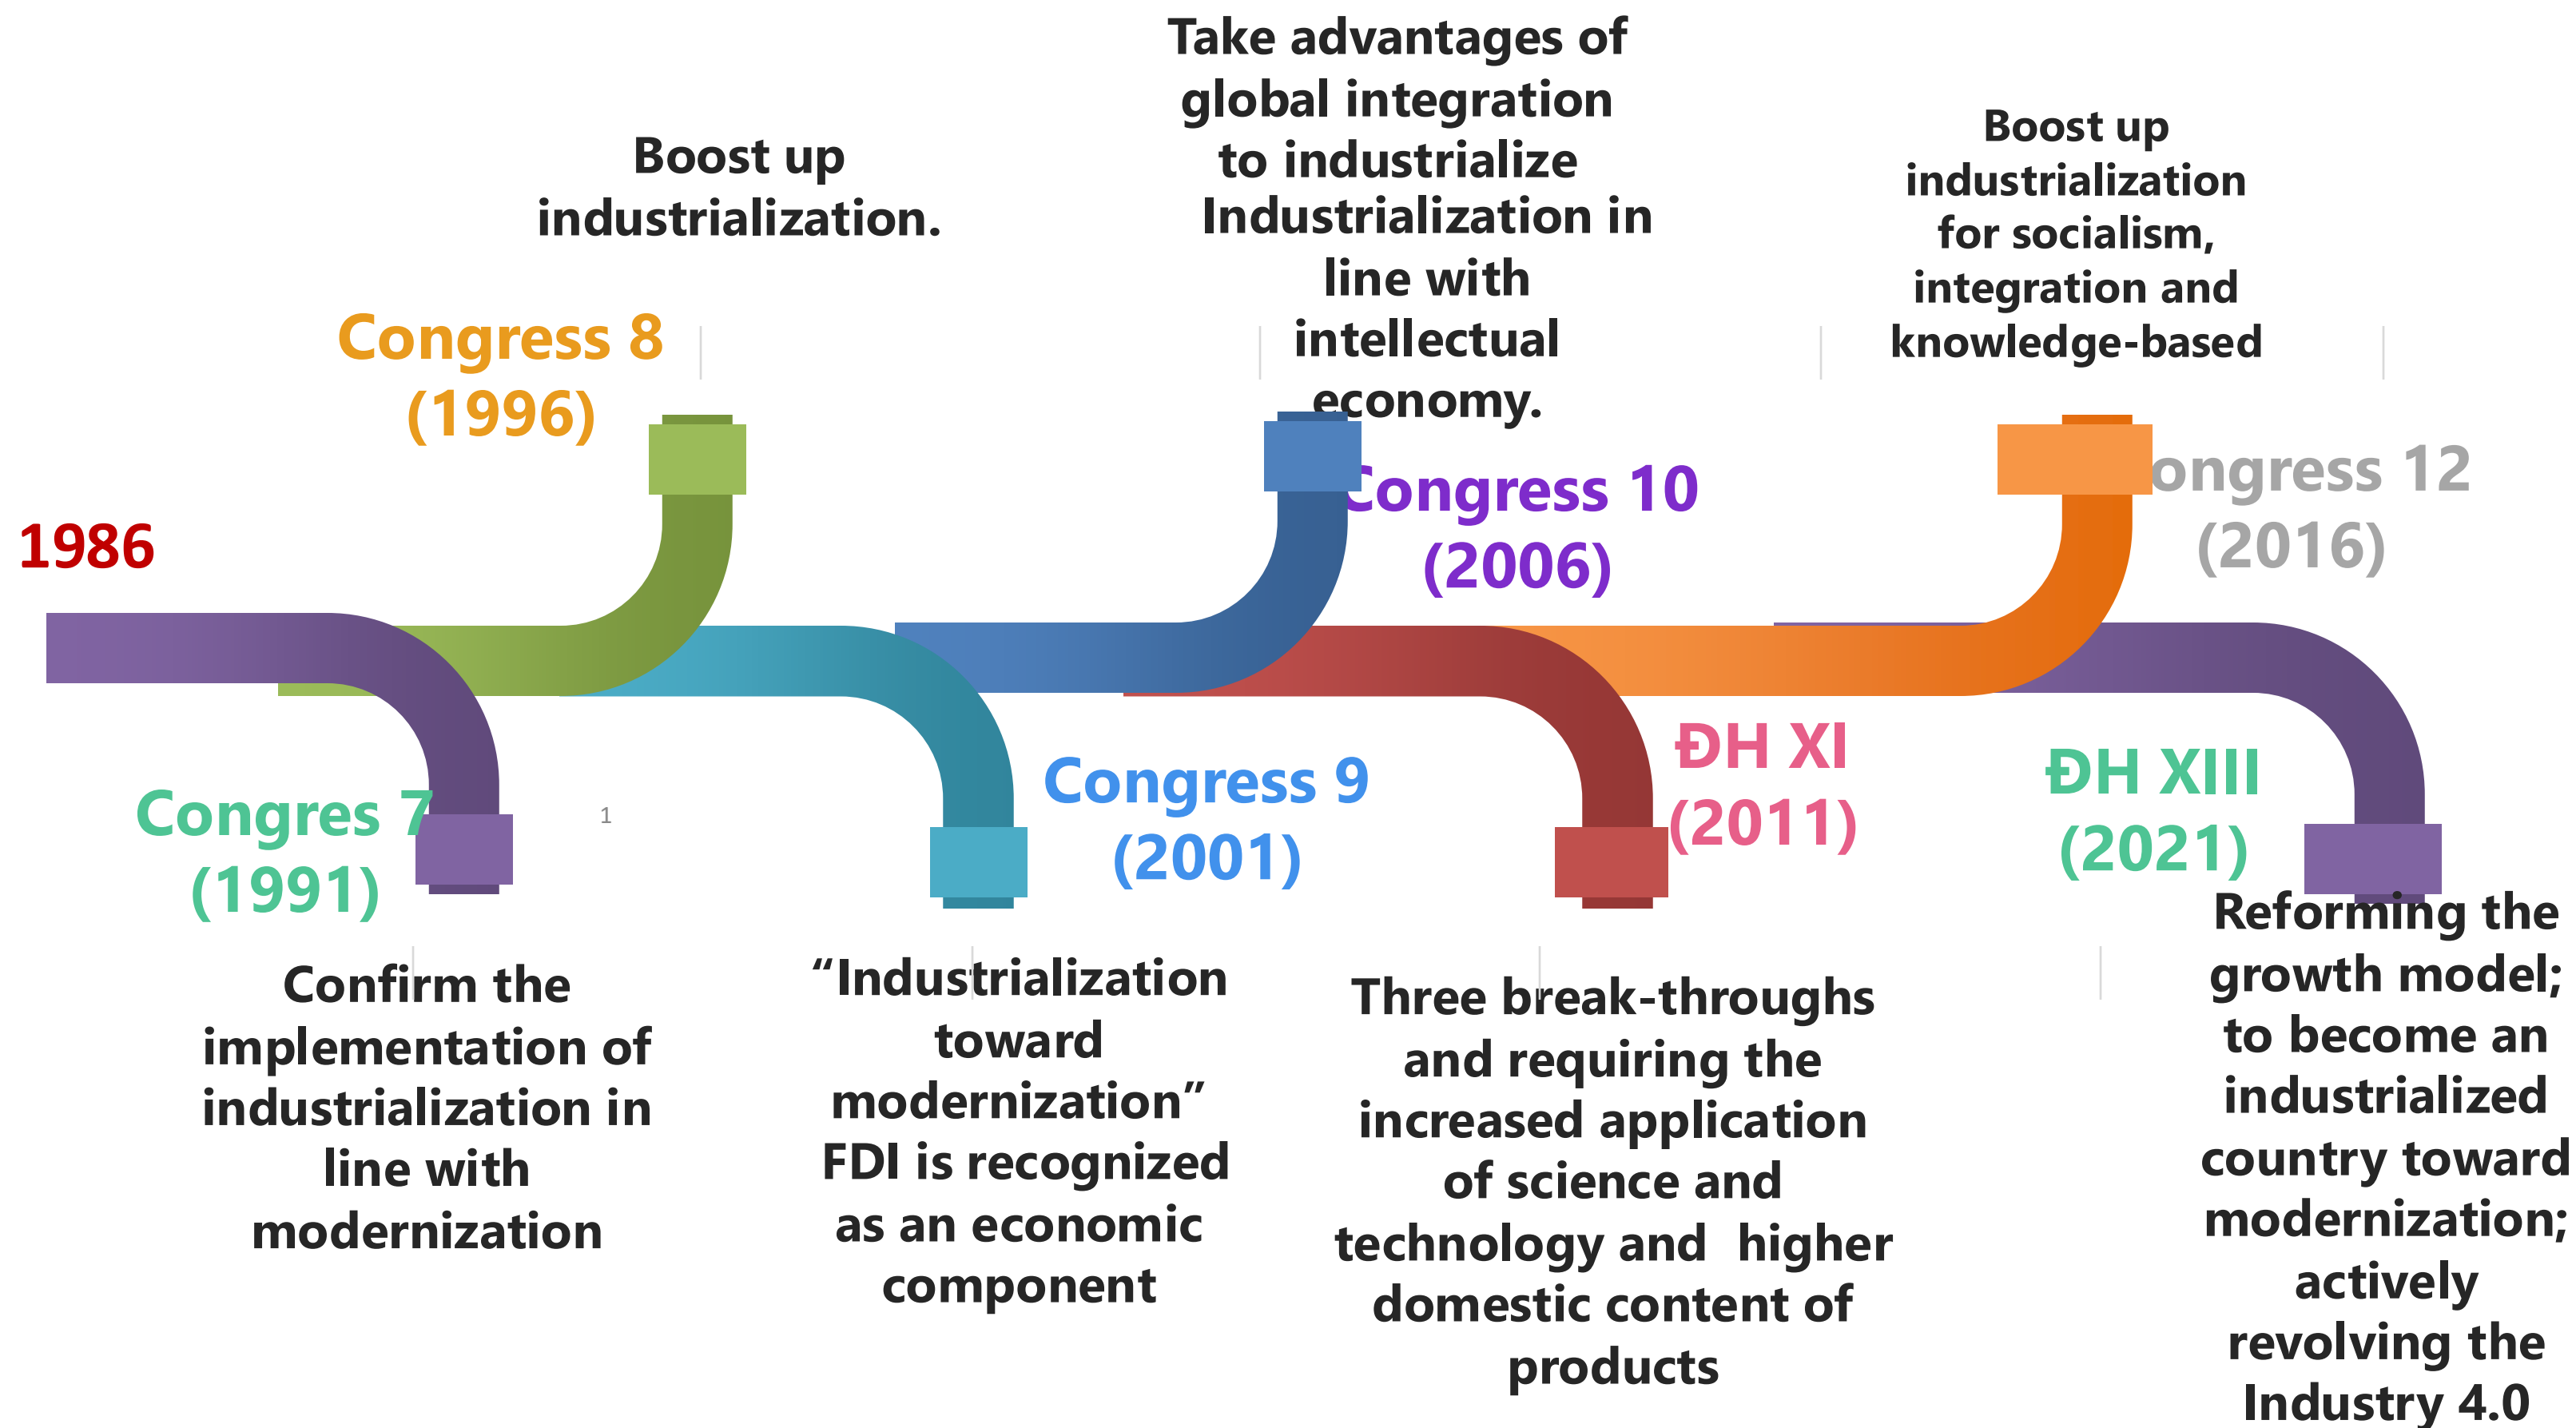 1986
Congres 7
(1991)
Confirm the
implementation of
industrialization in
line with
modernization
1
Congress 8
(1996)
Boost up
industrialization.
Congress 9
(2001)
“Industrialization
toward
modernization”
FDI is recognized
as an economic
component
Take advantages of
global integration
to industrialize
Industrialization in
line with
intellectual
economy.
Congress 10
(2006)
ĐH XI
(2011)
Three break-throughs
and requiring the
increased application
of science and
technology and higher
domestic content of
products
Boost up
industrialization
for socialism,
integration and
knowledge-based
ongress 12
(2016)
ĐH XIII
(2021)
Reforming the
growth model;
to become an
industrialized
country toward
modernization;
actively
revolving the
Industry 4.0